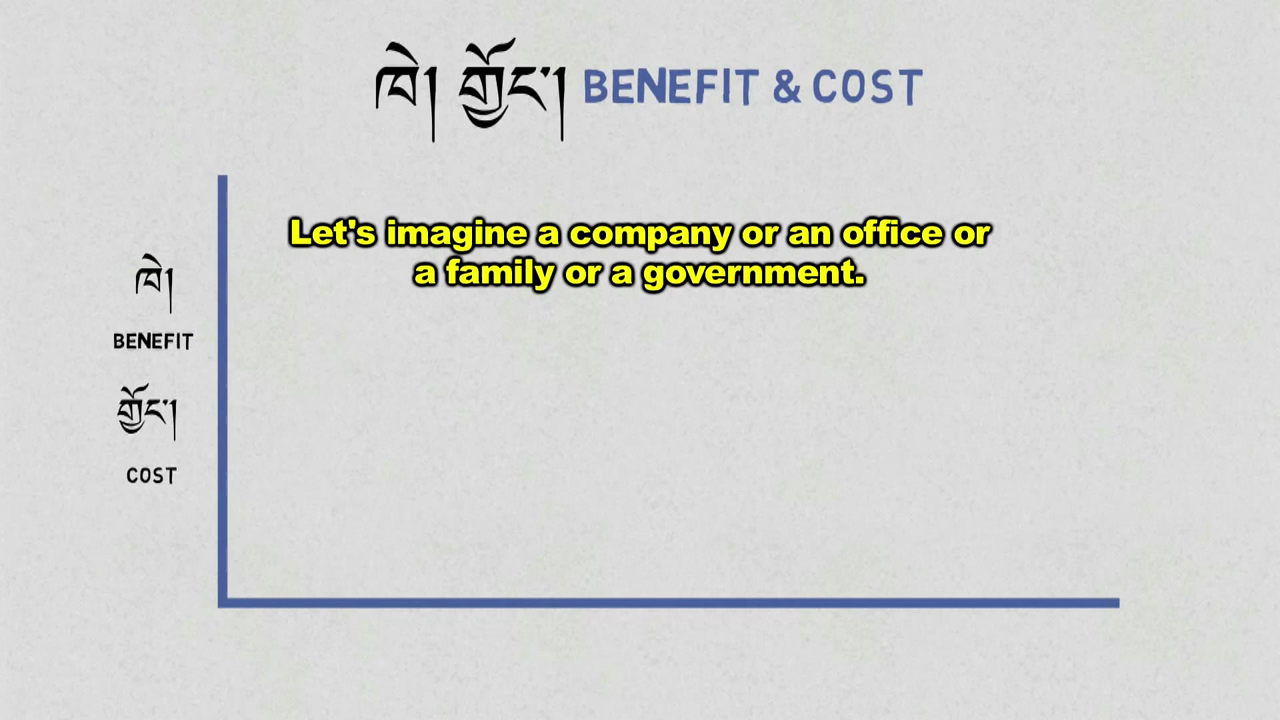 ཁེ། གྱོང་། BENEFIT & COST
Let's imagine a company or an office or
a family or a government.
ཁེ།
BENEFIT
གྱོང་།
COST